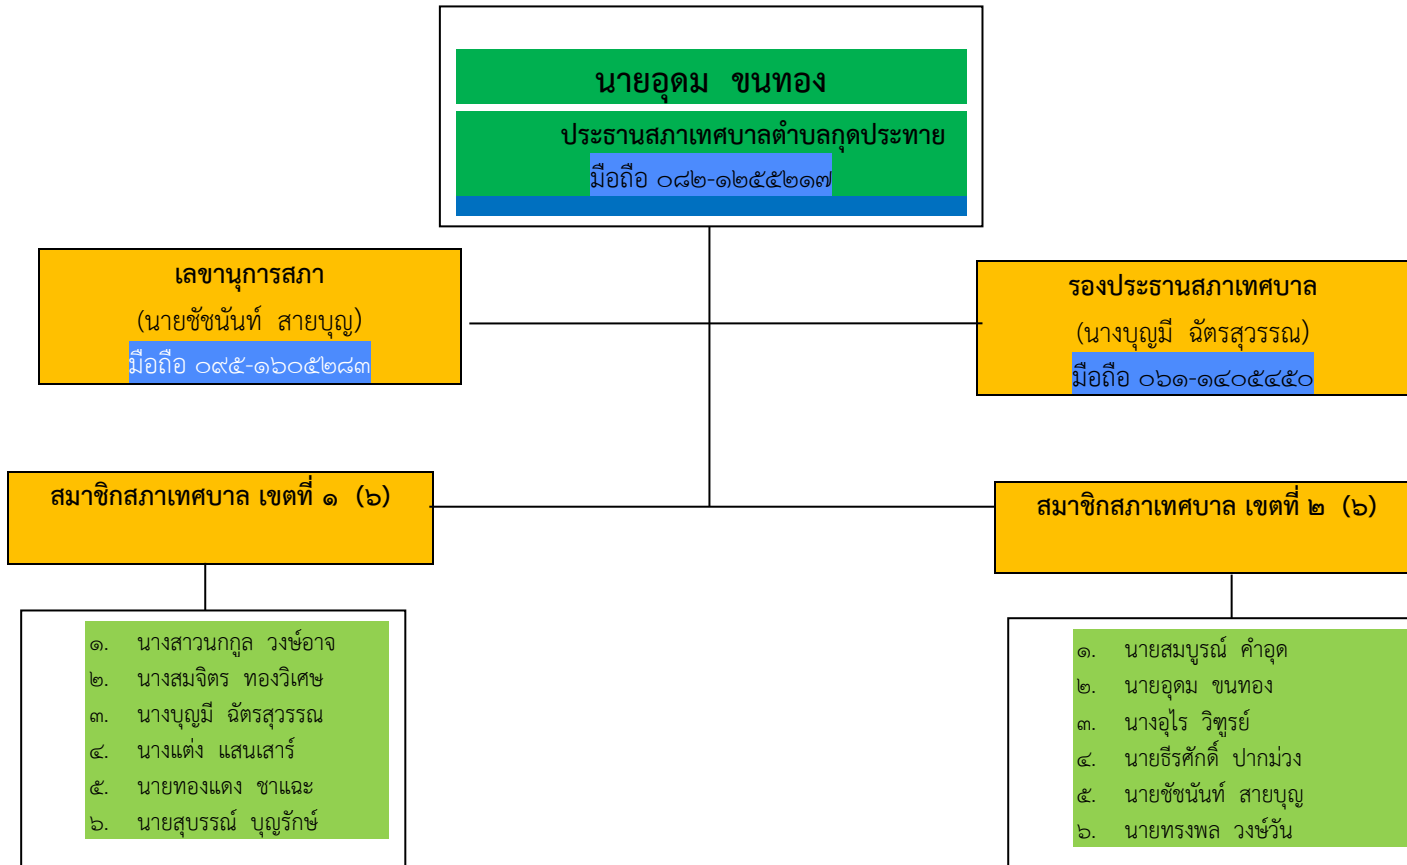 นายอุดม ขนทอง
ประธานสภาเทศบาลตำบลกุดประทาย
มือถือ ๐๘๒-๑๒๕๕๒๑๗
เลขานุการสภา
(นายชัชนันท์ สายบุญ)
มือถือ ๐๙๕-๑๖๐๕๒๘๓
รองประธานสภาเทศบาล
(นางบุญมี ฉัตรสุวรรณ)
มือถือ ๐๖๑-๑๔๐๕๔๕๐
สมาชิกสภาเทศบาล เขตที่ ๑ (๖)
สมาชิกสภาเทศบาล เขตที่ ๒ (๖)
๑. นางสาวนกกูล วงษ์อาจ
๒. นางสมจิตร ทองวิเศษ
๓. นางบุญมี ฉัตรสุวรรณ
๔. นางแต่ง แสนเสาร์
๕. นายทองแดง ชาแฉะ
๖. นายสุบรรณ์ บุญรักษ์
๑. นายสมบูรณ์ คำอุด
๒. นายอุดม ขนทอง
๓. นางอุไร วิฑูรย์
๔. นายธีรศักดิ์ ปากม่วง
๕. นายชัชนันท์ สายบุญ
๖. นายทรงพล วงษ์วัน